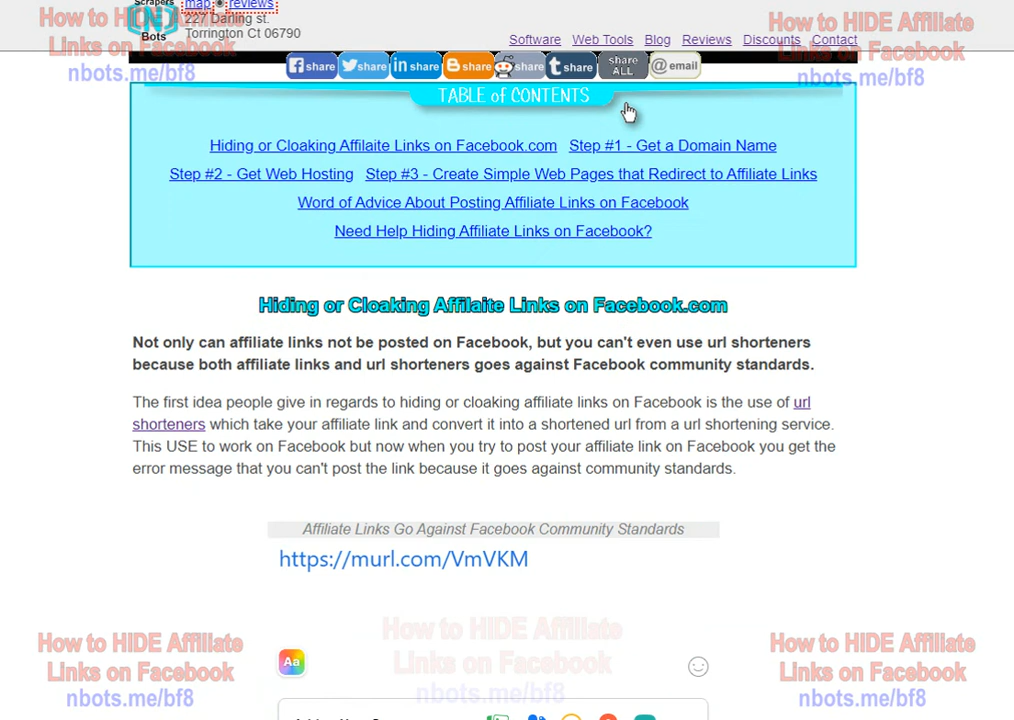 Scrapers map reviews
Bots 227 Darling st.
Torrington Ct 06790
Software Web Tools Blog Reviews Discounts Contact
How to HIDE Affiliate
Links on Facebook
nbots.me/bf8
How to HIDE Affiliate
Links on Facebook
nbots.me/bf8
share share share share share share share ALL @email
TABLE of CONTENTS
Hiding or Cloaking Affilaite Links on Facebook.com Step #1 - Get a Domain Name
Step #2 - Get Web Hosting Step #3 - Create Simple Web Pages that Redirect to Affiliate Links
Word of Advice About Posting Affiliate Links on Facebook
Need Help Hiding Affiliate Links on Facebook?
Hiding or Cloaking Affilaite Links on Facebook.com
Not only can affiliate links not be posted on Facebook, but you can't even use url shorteners
because both affiliate links and url shorteners goes against Facebook community standards.
The first idea people give in regards to hiding or cloaking affiliate links on Facebook is the use of url
shorteners which take your affiliate link and convert it into a shortened url from a url shortening service.
This USE to work on Facebook but now when you try to post your affiliate link on Facebook you get the
error message that you can't post the link because it goes against community standards.
Affiliate Links Go Against Facebook Community Standards
https://murl.com/VmVKM
How to HIDE Affiliate
Links on Facebook
nbots.me/bf8
How to HIDE Affiliate
Links on Facebook
nbots.me/bf8
How to HIDE Affiliate
Links on Facebook
nbots.me/bf8
Aa